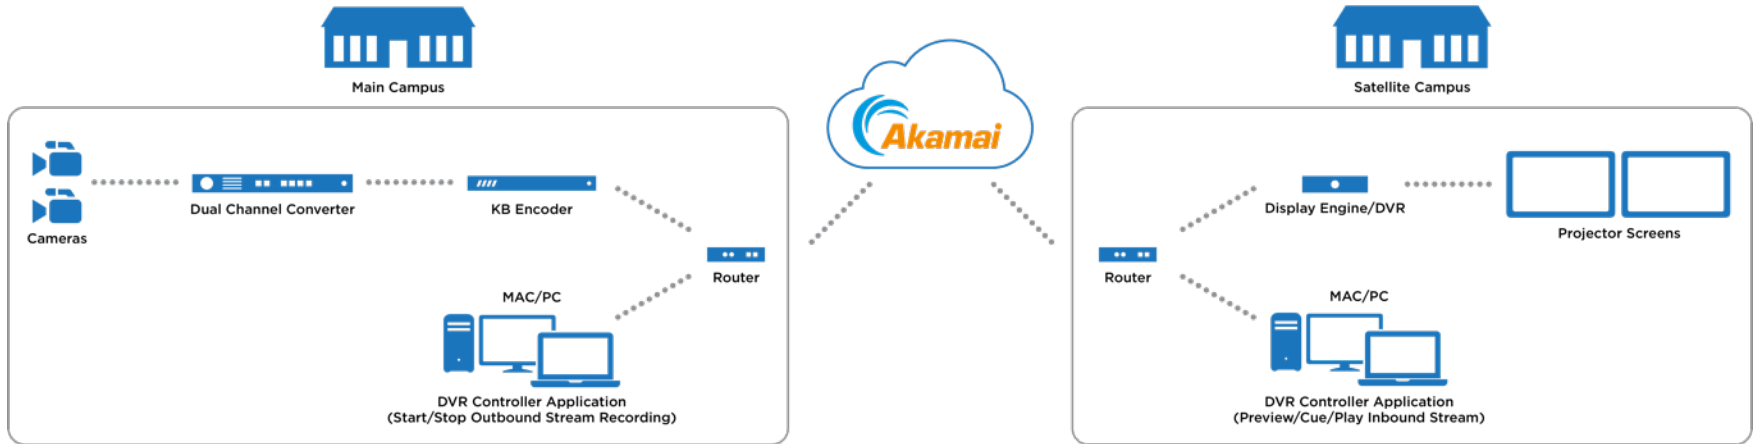 Main Campus
Cameras
Dual Channel Converter
KB Encoder
Router
MAC/PC
DVR Controller Application
(Start/Stop Outbound Stream Recording)
Akamai
Satellite Campus
Router
Display Engine/DVR
Projector Screens
MAC/PC
DVR Controller Application
(Preview/Cue/Play Inbound Stream)